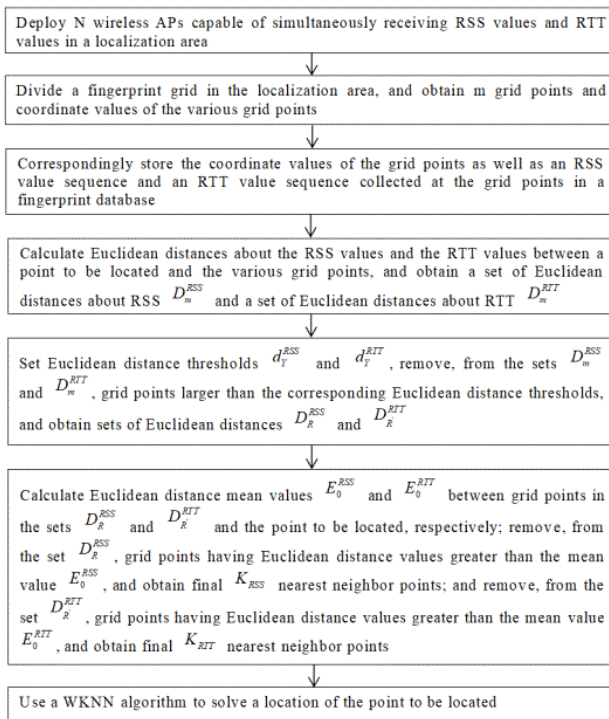 Deploy N wireless APs capable of simultaneously receiving RSS values and RTT
values in a localization area
Divide a fingerprint grid in the localization area, and obtain m grid points and
coordinate values of the various grid points
Correspondingly store the coordinate values of the grid points as well as an RSS
value sequence and an RTT value sequence collected at the grid points in a
fingerprint database
Calculate Euclidean distances about the RSS values and the RTT values between a
point to be located and the various grid points, and obtain a set of Euclidean
distances about RSS $D_m^{RSS}$ and a set of Euclidean distances about RTT $D_m^{RTT}$
Set Euclidean distance thresholds $d_T^{RSS}$ and $d_T^{RTT}$, remove, from the sets $D_m^{RSS}$
and $D_m^{RTT}$, grid points larger than the corresponding Euclidean distance thresholds,
and obtain sets of Euclidean distances $D_R^{RSS}$ and $D_{R'}^{RTT}$
Calculate Euclidean distance mean values $E_0^{RSS}$ and $E_0^{RTT}$ between grid points in
the sets $D_R^{RSS}$ and $D_{R'}^{RTT}$ and the point to be located, respectively; remove, from
the set $D_R^{RSS}$, grid points having Euclidean distance values greater than the mean
value $E_0^{RSS}$, and obtain final $K_{RSS}$ nearest neighbor points; and remove, from the
set $D_{R'}^{RTT}$, grid points having Euclidean distance values greater than the mean value
$E_0^{RTT}$, and obtain final $K_{RTT}$ nearest neighbor points
Use a WKNN algorithm to solve a location of the point to be located